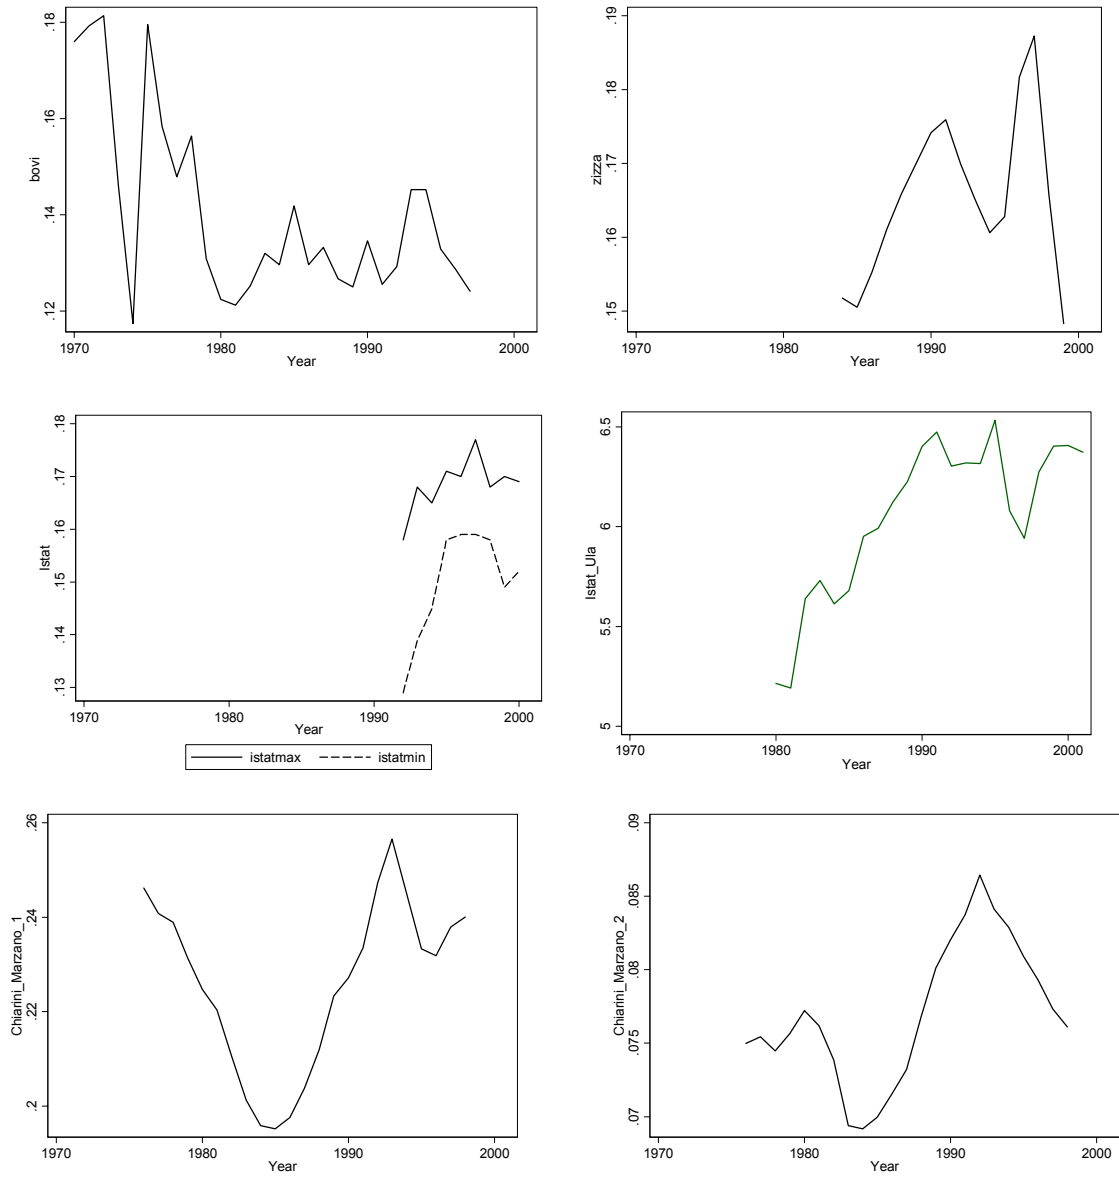 bovi
.12 .14 .16 .18
1970 1980 1990 2000
Year
zizza
.15 .16 .17 .18 .19
1970 1980 1990 2000
Year
Istat
.13 .14 .15 .16 .17 .18
1970 1980 1990 2000
Year
istatmax istatmin
Istat_Ula
5 5.5 6 6.5
1970 1980 1990 2000
Year
Chiarini_Marzano_1
.2 .22 .24 .26
1970 1980 1990 2000
Year
Chiarini_Marzano_2
.07 .075 .08 .085 .09
1970 1980 1990 2000
Year